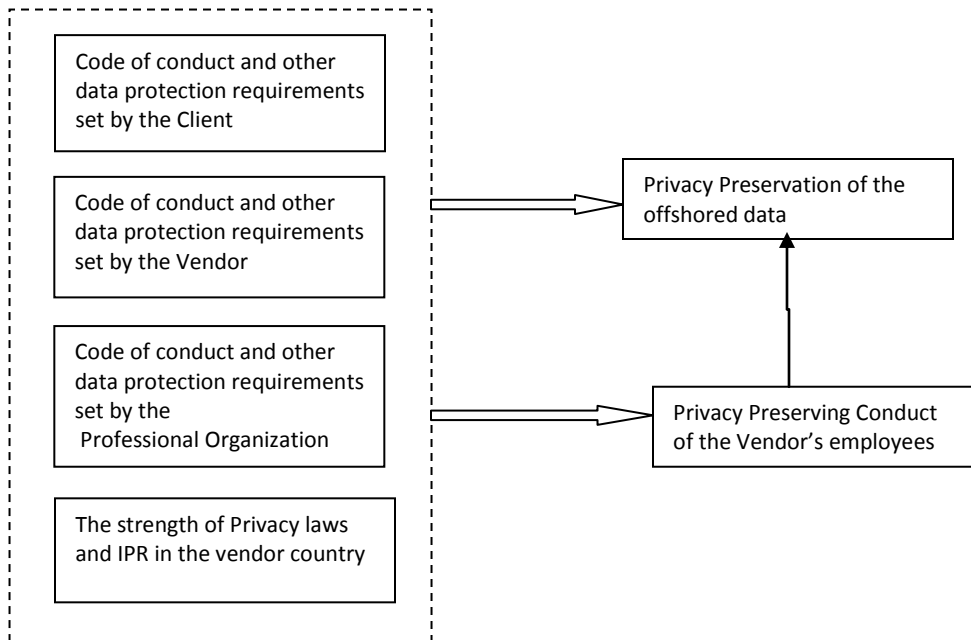 Code of conduct and other
data protection requirements
set by the Client
Code of conduct and other
data protection requirements
set by the Vendor
Code of conduct and other
data protection requirements
set by the
Professional Organization
The strength of Privacy laws
and IPR in the vendor country
Privacy Preservation of the
offshored data
Privacy Preserving Conduct
of the Vendor’s employees